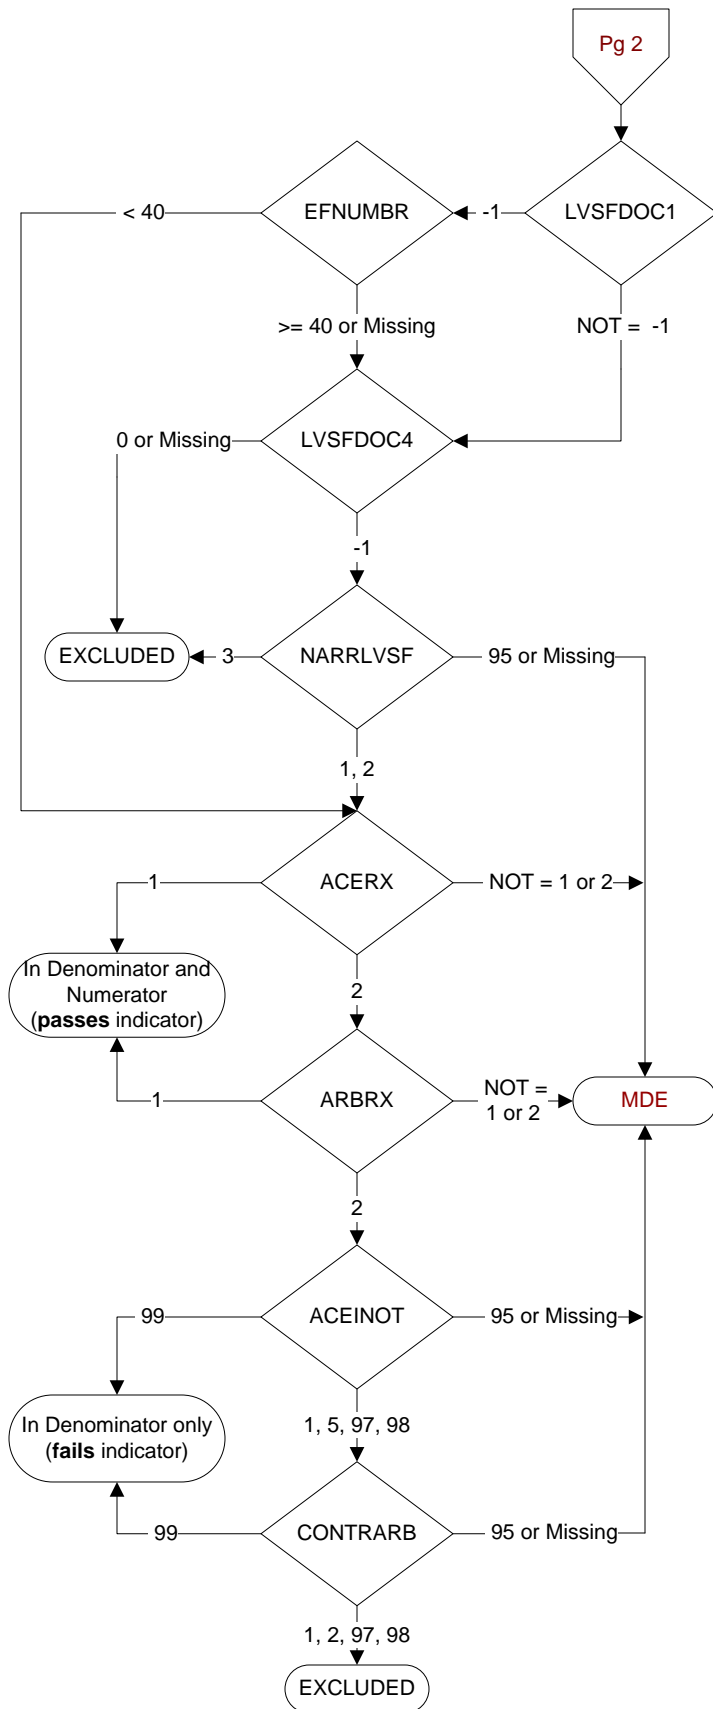 Pg 2
LVSFDOC1
-1
EFNUMBR
< 40
>= 40 or Missing
NOT = -1
LVSFDOC4
0 or Missing
-1
NARRLVSF
3
EXCLUDED
95 or Missing
1, 2
ACERX
1
NOT = 1 or 2
In Denominator and
Numerator
(passes indicator)
2
ARBRX
1
NOT =
1 or 2
MDE
2
ACEINOT
99
95 or Missing
In Denominator only
(fails indicator)
1, 5, 97, 98
CONTRARB
99
95 or Missing
1, 2, 97, 98
EXCLUDED